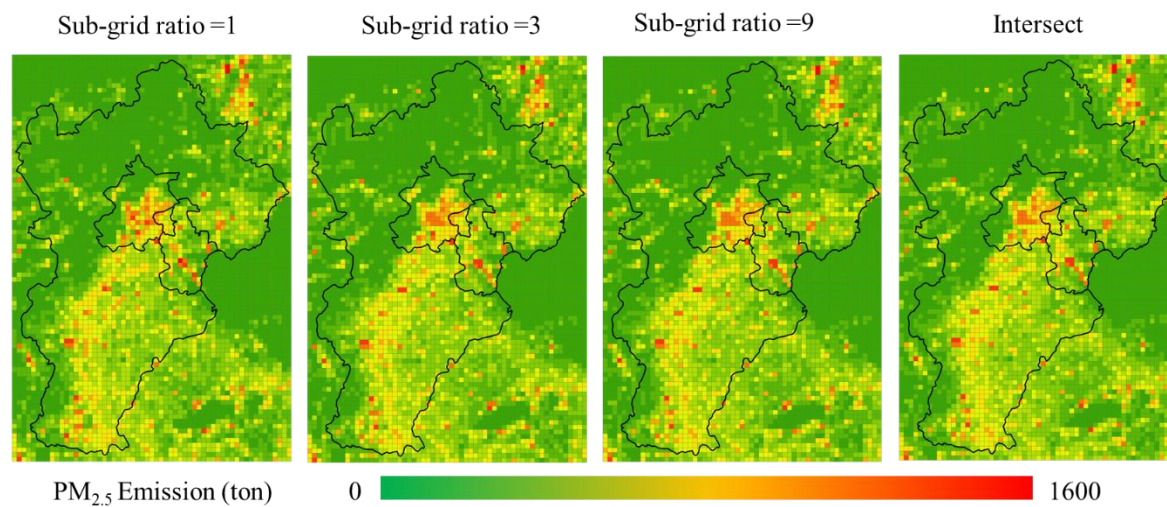 Sub-grid ratio =1
Sub-grid ratio =3
Sub-grid ratio =9
Intersect
PM2.5 Emission (ton)
0
1600